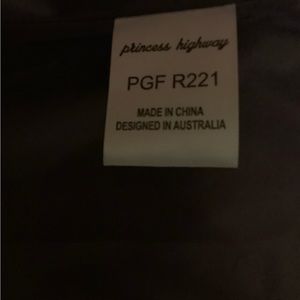 princess highway
PGF R221
MADE IN CHINA
DESIGNED IN AUSTRALIA